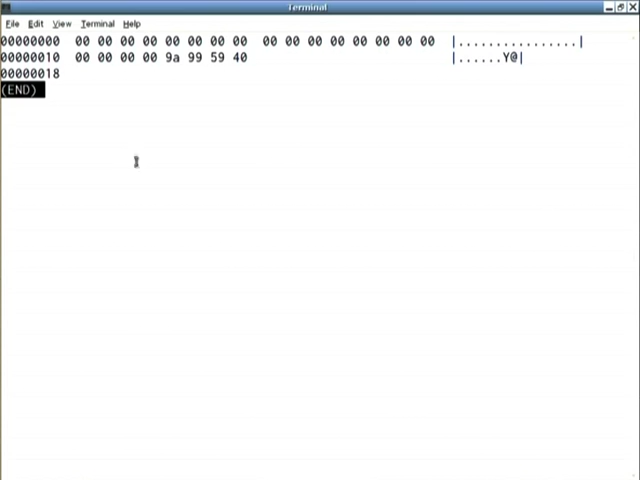 Terminal
File Edit View Terminal Help
00000000  00 00 00 00 00 00 00 00  00 00 00 00 00 00 00 00  |................|
00000010  00 00 00 00 9a 99 59 40                           |......Y@|
00000018
(END)